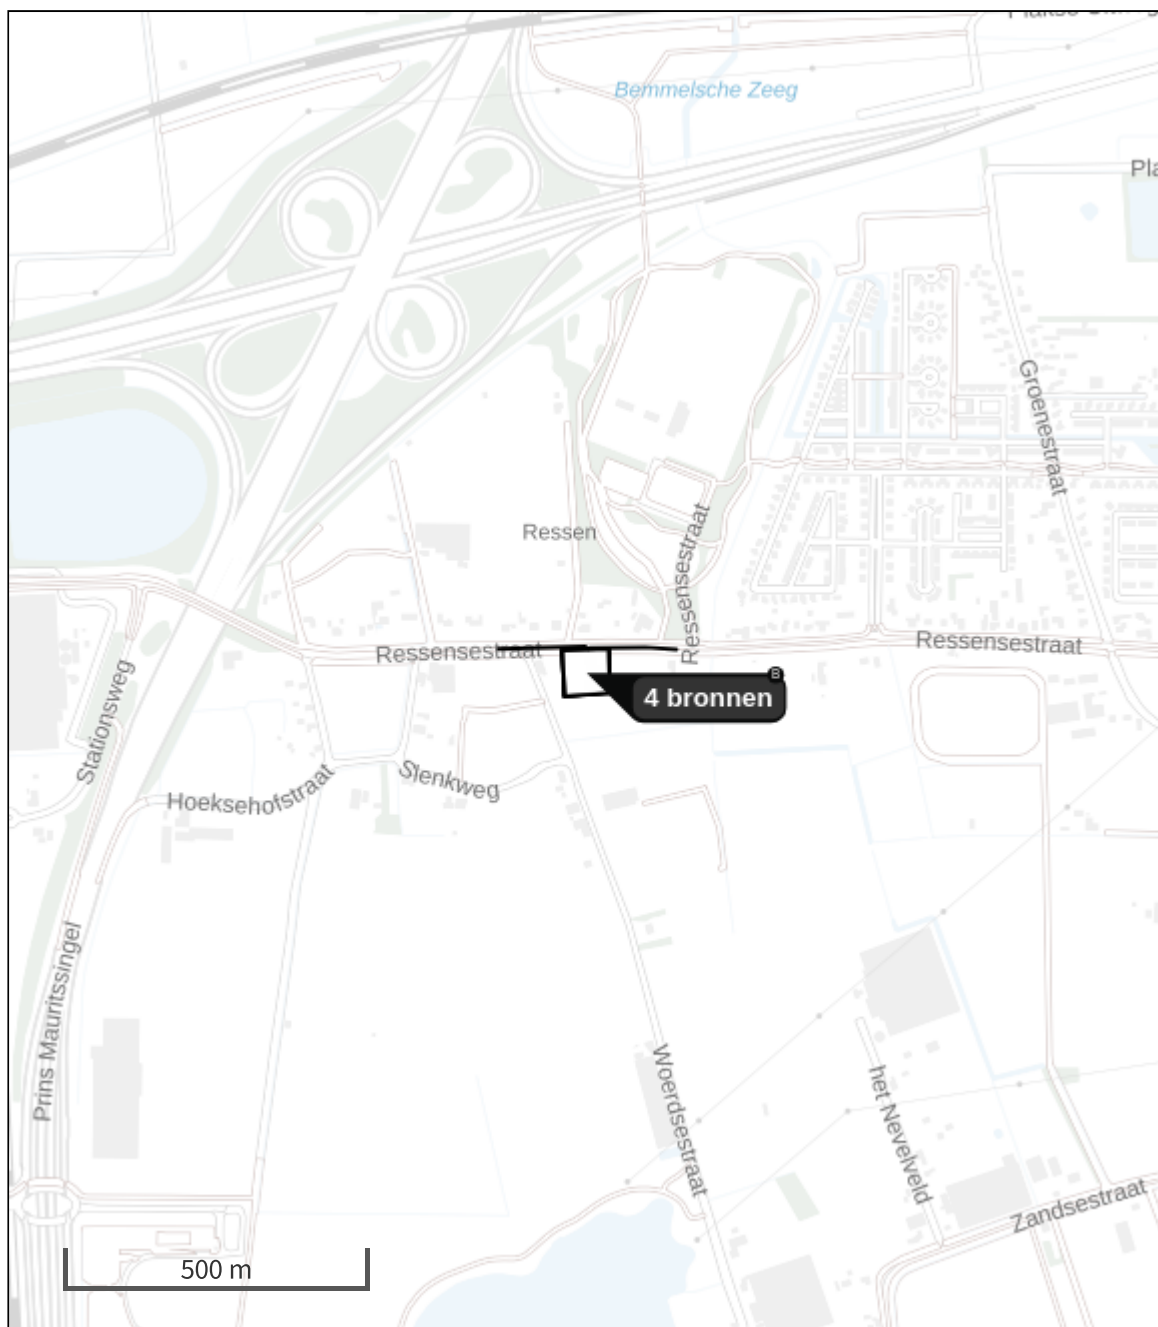 Bemmelsche Zeeg
Pla
Groenestraat
Ressen
Ressensestraat
Ressensestraat
Ressensestraat
B
4 bronnen
Stationsweg
Hoeksehofstraat
Slenkweg
Prins Mauritssingel
Woerdsestraat
het Nevelveld
Zandsestraat
500 m